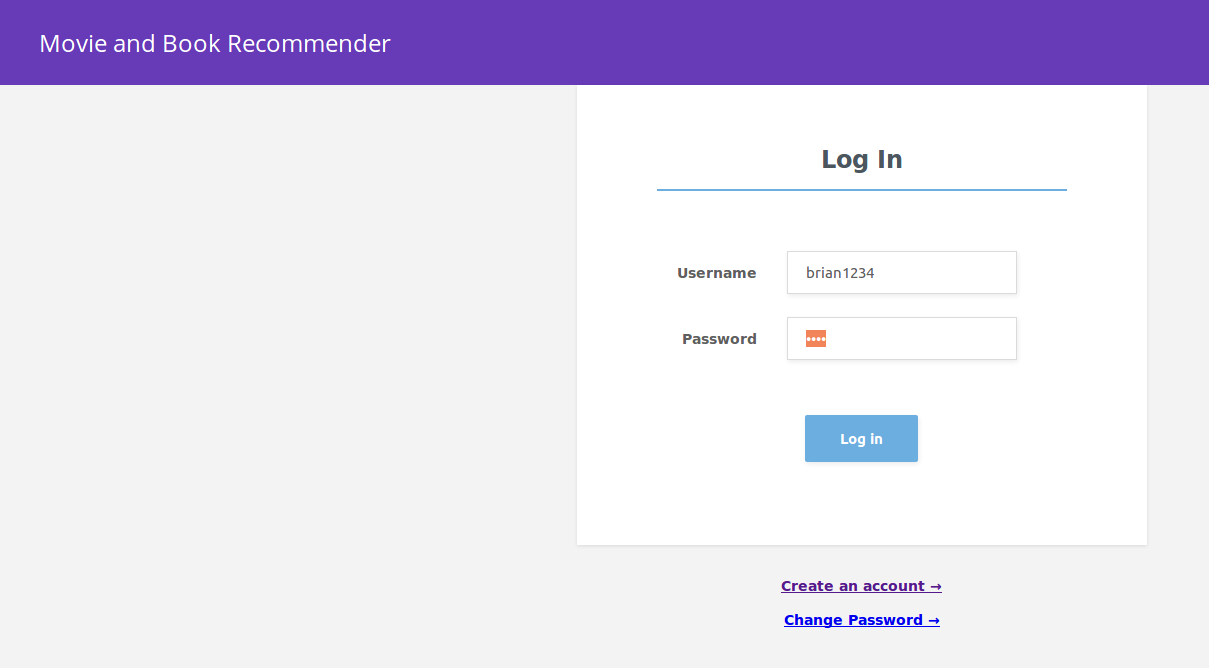 Movie and Book Recommender
Log In
Username
brian1234
Password
••••
Log in
Create an account →
Change Password →